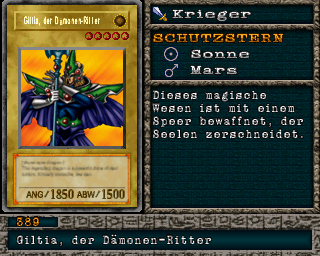 Giltia, der Dämonen-Ritter
ANG/1850 ABW/1500
Krieger
SCHUTZSTERN
Sonne
Mars
Dieses magische
Wesen ist mit einem
Speer bewaffnet, der
Seelen zerschneidet.
389
Giltia, der Dämonen-Ritter